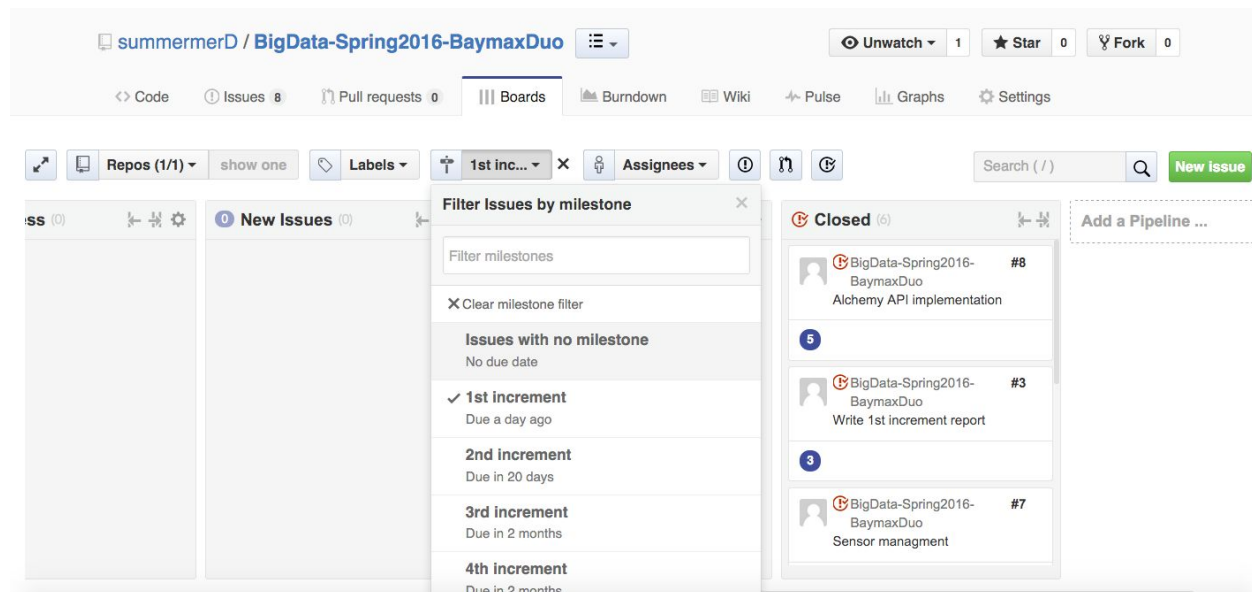 summermerD / BigData-Spring2016-BaymaxDuo
Unwatch 1 Star 0 Fork 0
Code Issues 8 Pull requests 0 Boards Burndown Wiki Pulse Graphs Settings
Repos (1/1) show one Labels 1st inc... Assignees Search ( / ) New Issue
ess (0) 0 New Issues (0)
Filter Issues by milestone
Filter milestones
Clear milestone filter
Issues with no milestone
No due date
1st increment
Due a day ago
2nd increment
Due in 20 days
3rd increment
Due in 2 months
4th increment
Due in 2 months
Closed (6)
BigData-Spring2016- #8
BaymaxDuo
Alchemy API implementation
5
BigData-Spring2016- #3
BaymaxDuo
Write 1st increment report
3
BigData-Spring2016- #7
BaymaxDuo
Sensor managment
Add a Pipeline ...